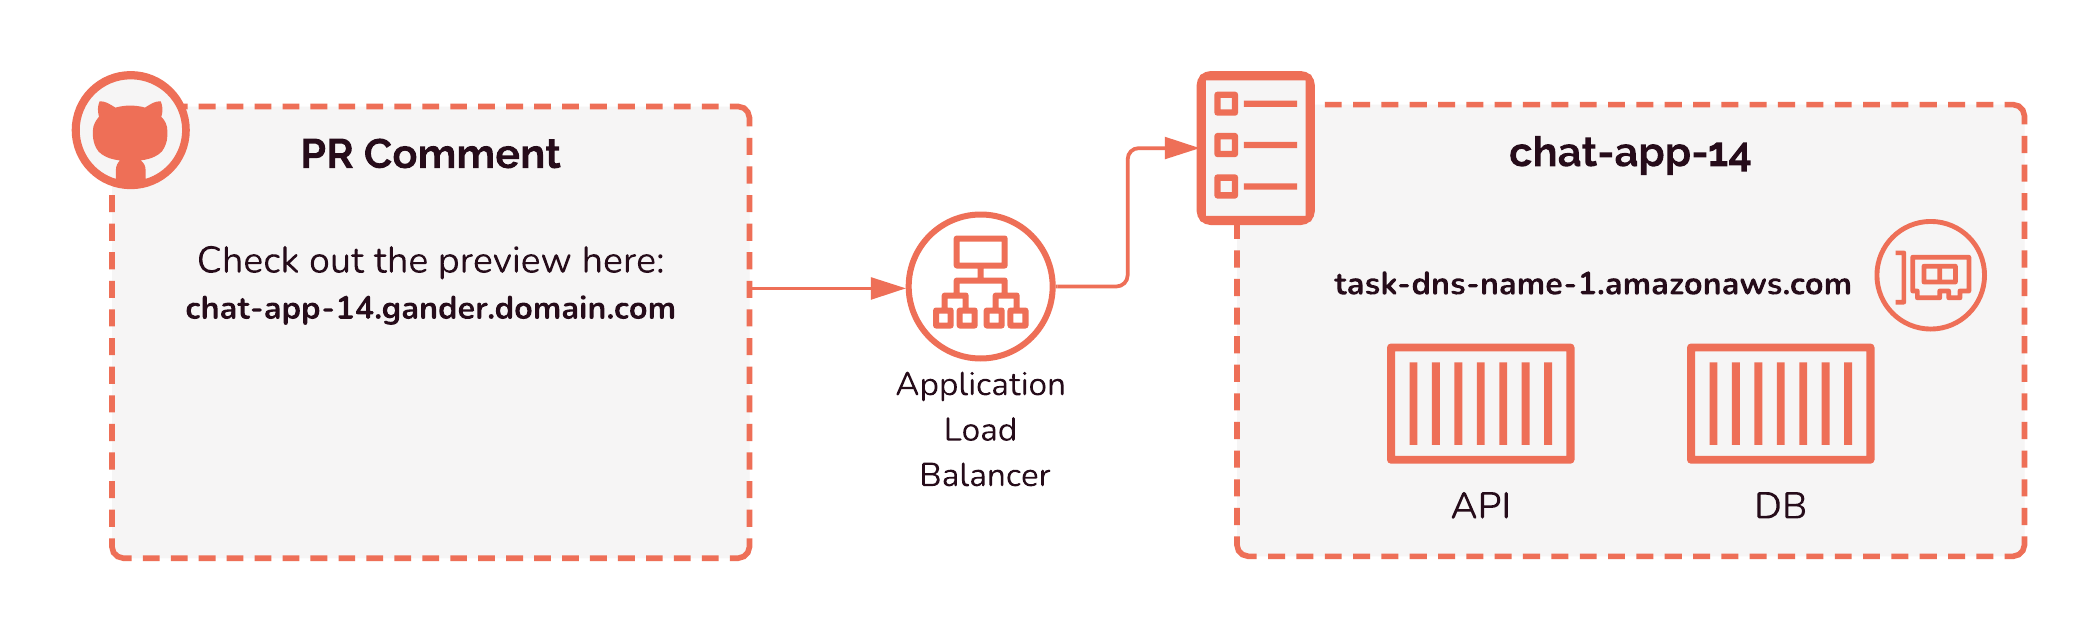 PR Comment
Check out the preview here:
chat-app-14.gander.domain.com
Application
Load
Balancer
chat-app-14
task-dns-name-1.amazonaws.com
API
DB